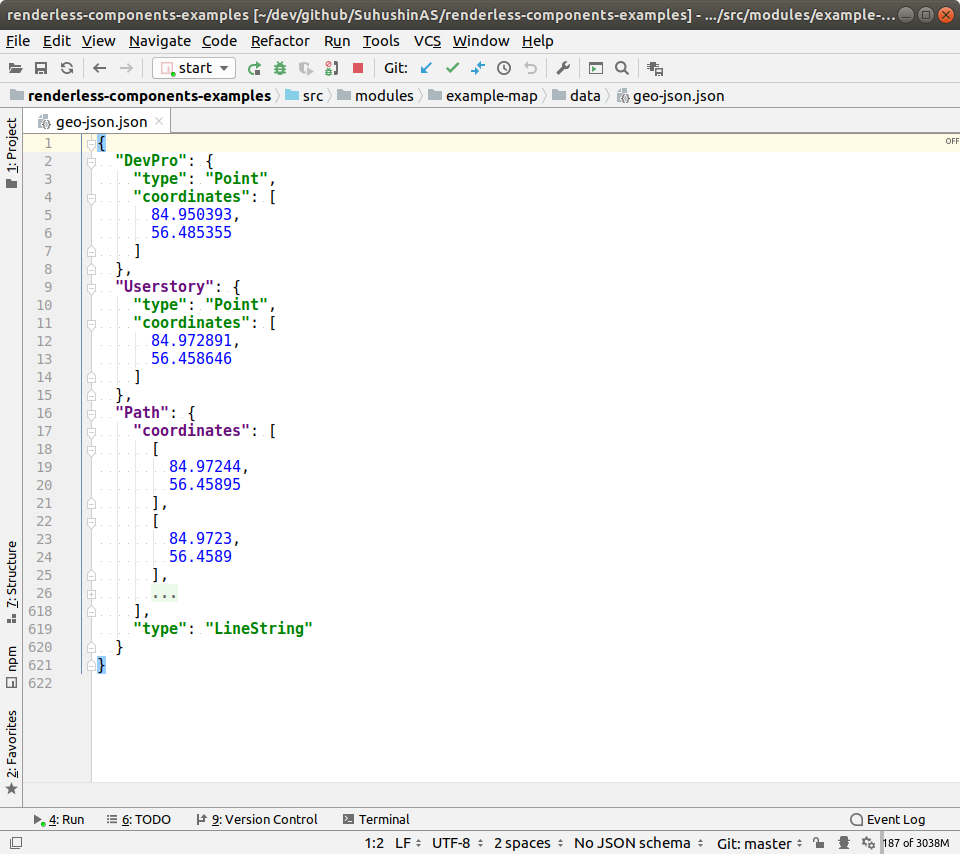 renderless-components-examples [~/dev/github/SuhushinAS/renderless-components-examples] - .../src/modules/example-...
File Edit View Navigate Code Refactor Run Tools VCS Window Help
start Git:
renderless-components-examples src modules example-map data geo-json.json
geo-json.json
1: Project
7: Structure
npm
2: Favorites
OFF
1 {
2 "DevPro": {
3 "type": "Point",
4 "coordinates": [
5 84.950393,
6 56.485355
7 ]
8 },
9 "Userstory": {
10 "type": "Point",
11 "coordinates": [
12 84.972891,
13 56.458646
14 ]
15 },
16 "Path": {
17 "coordinates": [
18 [
19 84.97244,
20 56.45895
21 ],
22 [
23 84.9723,
24 56.4589
25 ],
26 ...
618 ],
619 "type": "LineString"
620 }
621 }
622
4: Run 6: TODO 9: Version Control Terminal Event Log
1:2 LF UTF-8 2 spaces No JSON schema Git: master 187 of 3038M